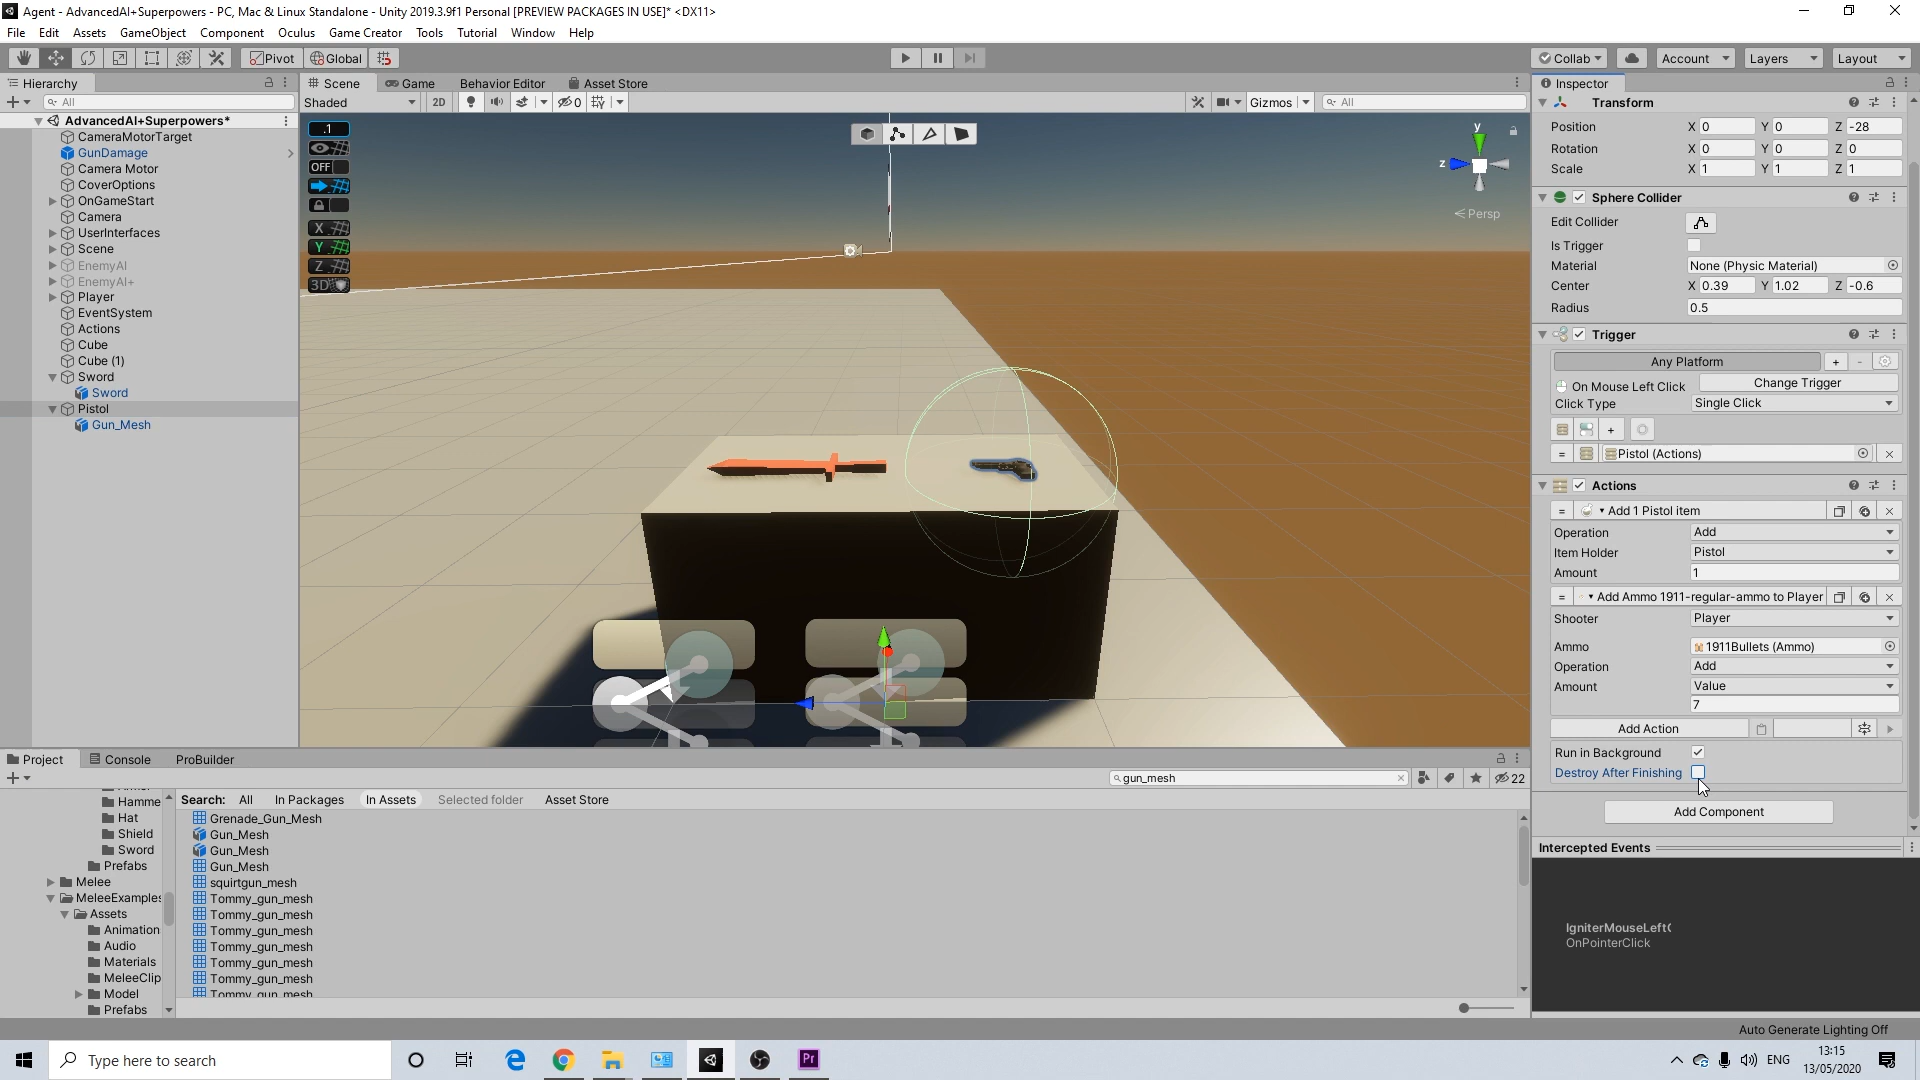 Agent - AdvancedAI+Superpowers - PC, Mac & Linux Standalone - Unity 2019.3.9f1 Personal [PREVIEW PACKAGES IN USE]* <DX11>
File Edit Assets GameObject Component Oculus Game Creator Tools Tutorial Window Help
Pivot Global Collab Account Layers Layout
Hierarchy
All
AdvancedAI+Superpowers*
CameraMotorTarget
GunDamage
Camera Motor
CoverOptions
OnGameStart
Camera
UserInterfaces
Scene
EnemyAI
EnemyAI+
Player
EventSystem
Actions
Cube
Cube (1)
Sword
Sword
Pistol
Gun_Mesh
Scene Game Behavior Editor Asset Store
Shaded 2D 0 Gizmos All
.1
OFF
X
Y
Z
3D
y
z
Persp
Inspector
Transform
Position X 0 Y 0 Z -28
Rotation X 0 Y 0 Z 0
Scale X 1 Y 1 Z 1
Sphere Collider
Edit Collider
Is Trigger
Material None (Physic Material)
Center X 0.39 Y 1.02 Z -0.6
Radius 0.5
Trigger
Any Platform + -
On Mouse Left Click Change Trigger
Click Type Single Click
+
= Pistol (Actions)
Actions
= Add 1 Pistol item
Operation Add
Item Holder Pistol
Amount 1
= Add Ammo 1911-regular-ammo to Player
Shooter Player
Ammo 1911Bullets (Ammo)
Operation Add
Amount Value
7
Add Action
Run in Background
Destroy After Finishing
Add Component
Intercepted Events
IgniterMouseLeft
OnPointerClick
Project Console ProBuilder
gun_mesh 22
Search: All In Packages In Assets Selected folder Asset Store
Hamme
Hat
Shield
Sword
Prefabs
Melee
MeleeExamples
Assets
Animation
Audio
Materials
MeleeClip
Model
Prefabs
Grenade_Gun_Mesh
Gun_Mesh
Gun_Mesh
Gun_Mesh
squirtgun_mesh
Tommy_gun_mesh
Tommy_gun_mesh
Tommy_gun_mesh
Tommy_gun_mesh
Tommy_gun_mesh
Tommy_gun_mesh
Tommy_gun_mesh
Auto Generate Lighting Off
Type here to search
Pr
ENG
13:15
13/05/2020